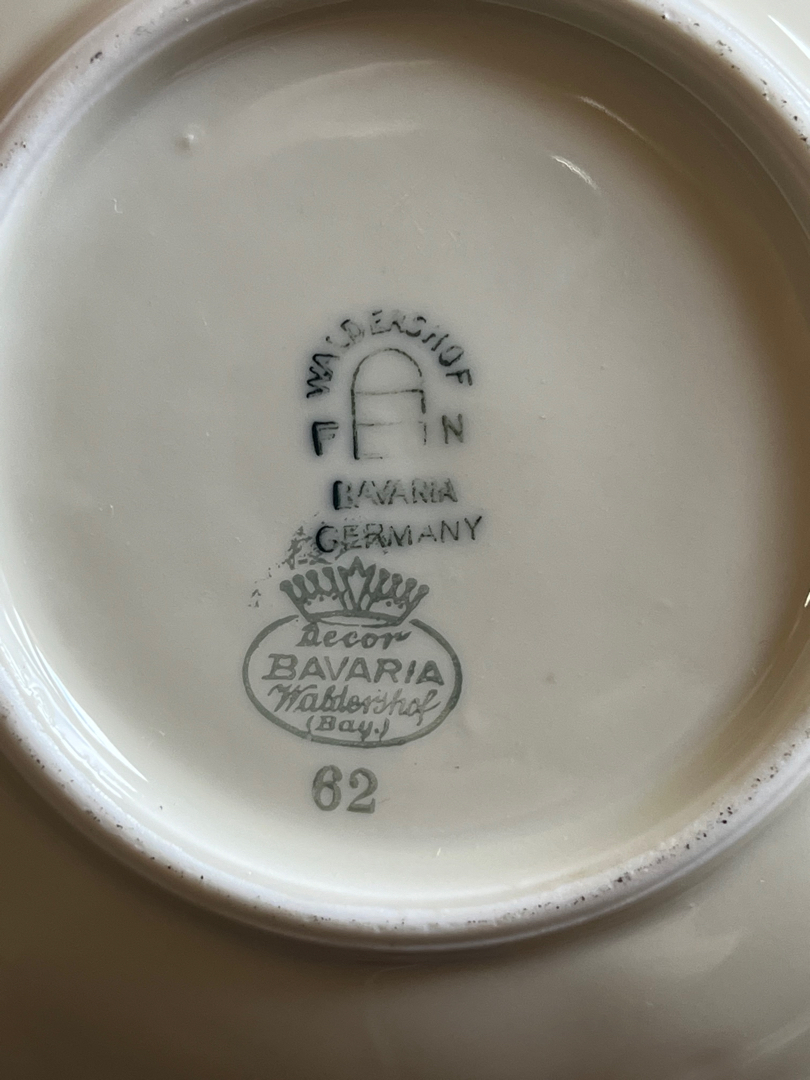 WALDERSHOF
F N
BAVARIA
GERMANY
Decor
BAVARIA
Waldershof
(Bay.)
62